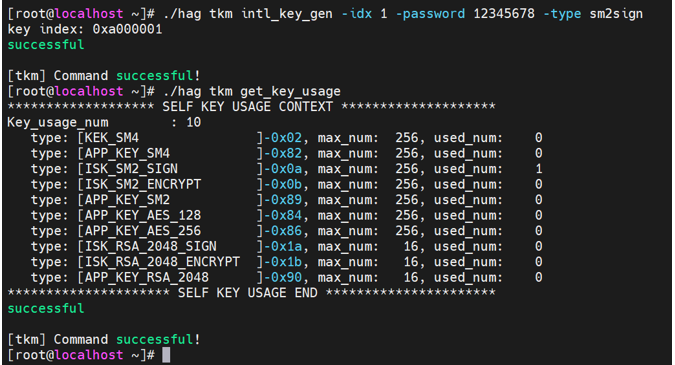 [root@localhost ~]# ./hag tkm intl_key_gen -idx 1 -password 12345678 -type sm2sign
key index: 0xa000001
successful

[tkm] Command successful!
[root@localhost ~]# ./hag tkm get_key_usage
******************* SELF KEY USAGE CONTEXT ********************
Key_usage_num        : 10
   type: [KEK_SM4               ]-0x02, max_num:  256, used_num:    0
   type: [APP_KEY_SM4           ]-0x82, max_num:  256, used_num:    0
   type: [ISK_SM2_SIGN          ]-0x0a, max_num:  256, used_num:    1
   type: [ISK_SM2_ENCRYPT       ]-0x0b, max_num:  256, used_num:    0
   type: [APP_KEY_SM2           ]-0x89, max_num:  256, used_num:    0
   type: [APP_KEY_AES_128       ]-0x84, max_num:  256, used_num:    0
   type: [APP_KEY_AES_256       ]-0x86, max_num:  256, used_num:    0
   type: [ISK_RSA_2048_SIGN     ]-0x1a, max_num:   16, used_num:    0
   type: [ISK_RSA_2048_ENCRYPT  ]-0x1b, max_num:   16, used_num:    0
   type: [APP_KEY_RSA_2048      ]-0x90, max_num:   16, used_num:    0
********************* SELF KEY USAGE END **********************
successful

[tkm] Command successful!
[root@localhost ~]#